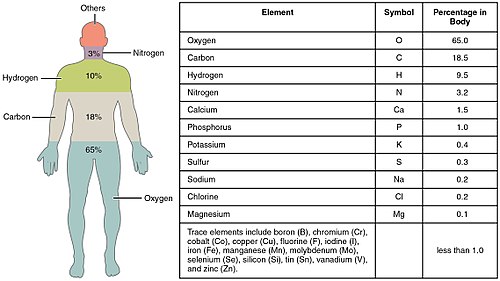 Others
Nitrogen
3%
Hydrogen
10%
Carbon
18%
65%
Oxygen
Element Symbol Percentage in
Body
Oxygen O 65.0
Carbon C 18.5
Hydrogen H 9.5
Nitrogen N 3.2
Calcium Ca 1.5
Phosphorus P 1.0
Potassium K 0.4
Sulfur S 0.3
Sodium Na 0.2
Chlorine Cl 0.2
Magnesium Mg 0.1
Trace elements include boron (B), chromium (Cr),
cobalt (Co), copper (Cu), fluorine (F), iodine (I),
iron (Fe), manganese (Mn), molybdenum (Mo),
selenium (Se), silicon (Si), tin (Sn), vanadium (V),
and zinc (Zn).
less than 1.0